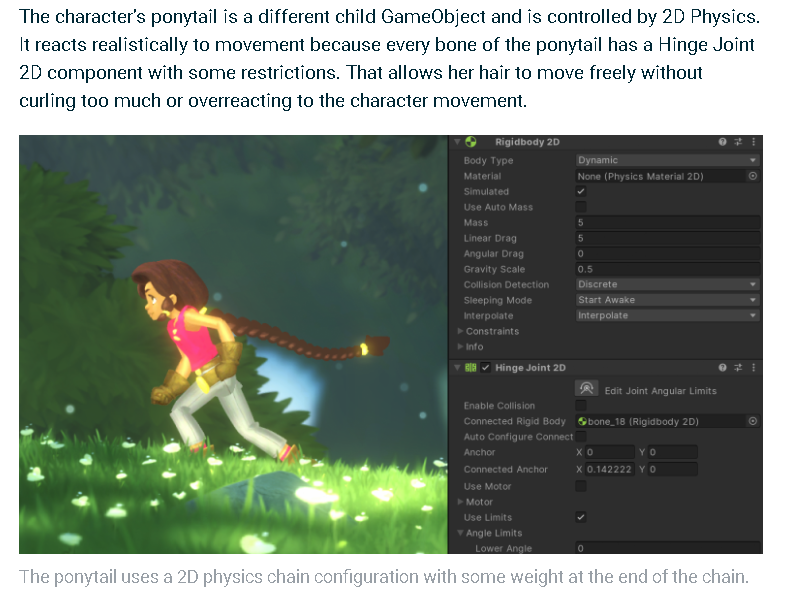 The character's ponytail is a different child GameObject and is controlled by 2D Physics.
It reacts realistically to movement because every bone of the ponytail has a Hinge Joint
2D component with some restrictions. That allows her hair to move freely without
curling too much or overreacting to the character movement.
Rigidbody 2D
Body Type Dynamic
Material None (Physics Material 2D)
Simulated
Use Auto Mass
Mass 5
Linear Drag 5
Angular Drag 0
Gravity Scale 0.5
Collision Detection Discrete
Sleeping Mode Start Awake
Interpolate Interpolate
Constraints
Info
Hinge Joint 2D
Edit Joint Angular Limits
Enable Collision
Connected Rigid Body bone_18 (Rigidbody 2D)
Auto Configure Connect
Anchor X 0 Y 0
Connected Anchor X 0.142222 Y 0
Use Motor
Motor
Use Limits
Angle Limits
Lower Angle 0
The ponytail uses a 2D physics chain configuration with some weight at the end of the chain.